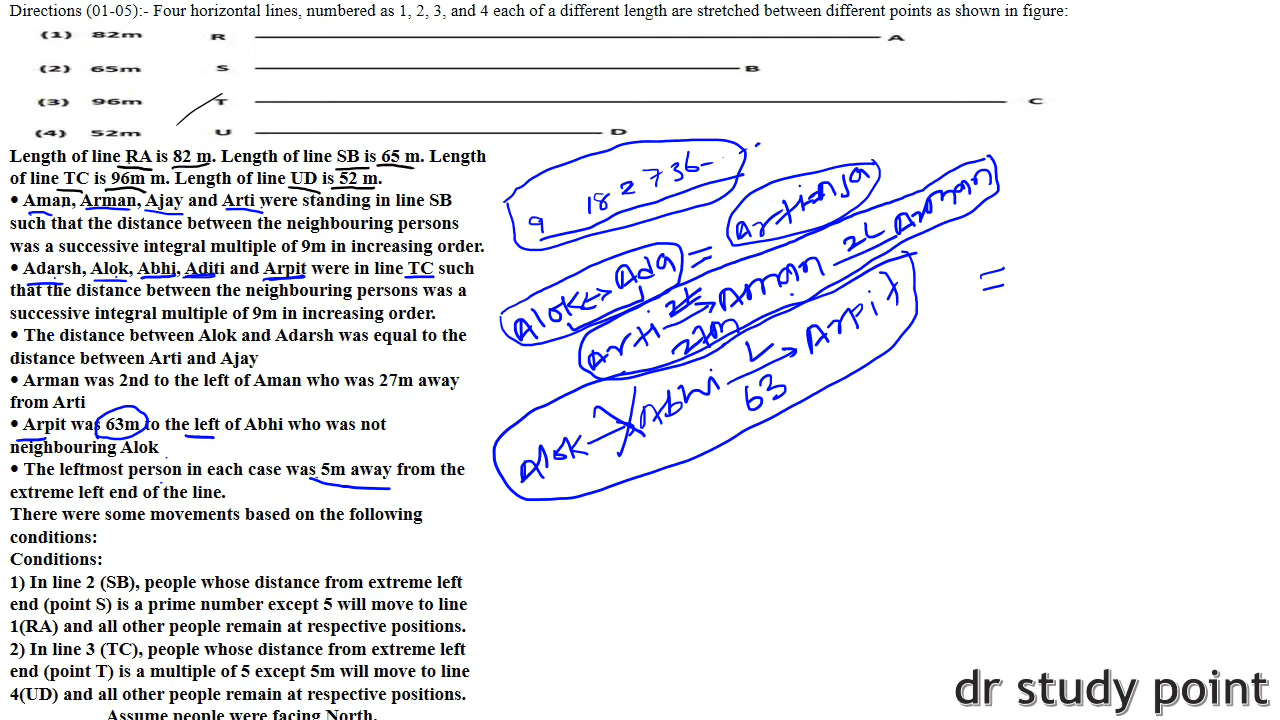 Directions (01-05):- Four horizontal lines, numbered as 1, 2, 3, and 4 each of a different length are stretched between different points as shown in figure:
(1) 82m R A
(2) 65m S B
(3) 96m T C
(4) 52m U D
Length of line RA is 82 m. Length of line SB is 65 m. Length
of line TC is 96m m. Length of line UD is 52 m.
• Aman, Arman, Ajay and Arti were standing in line SB
such that the distance between the neighbouring persons
was a successive integral multiple of 9m in increasing order.
• Adarsh, Alok, Abhi, Aditi and Arpit were in line TC such
that the distance between the neighbouring persons was a
successive integral multiple of 9m in increasing order.
• The distance between Alok and Adarsh was equal to the
distance between Arti and Ajay
• Arman was 2nd to the left of Aman who was 27m away
from Arti
• Arpit was 63m to the left of Abhi who was not
neighbouring Alok
• The leftmost person in each case was 5m away from the
extreme left end of the line.
There were some movements based on the following
conditions:
Conditions:
1) In line 2 (SB), people whose distance from extreme left
end (point S) is a prime number except 5 will move to line
1(RA) and all other people remain at respective positions.
2) In line 3 (TC), people whose distance from extreme left
end (point T) is a multiple of 5 except 5m will move to line
4(UD) and all other people remain at respective positions.
Assume people were facing North.
9 18 27 36-
Alok <-> Ada = Arti-Aja
Arti -> Aman 2L Arman
27m
Alok Abhi L Arpit
63
=
dr study point